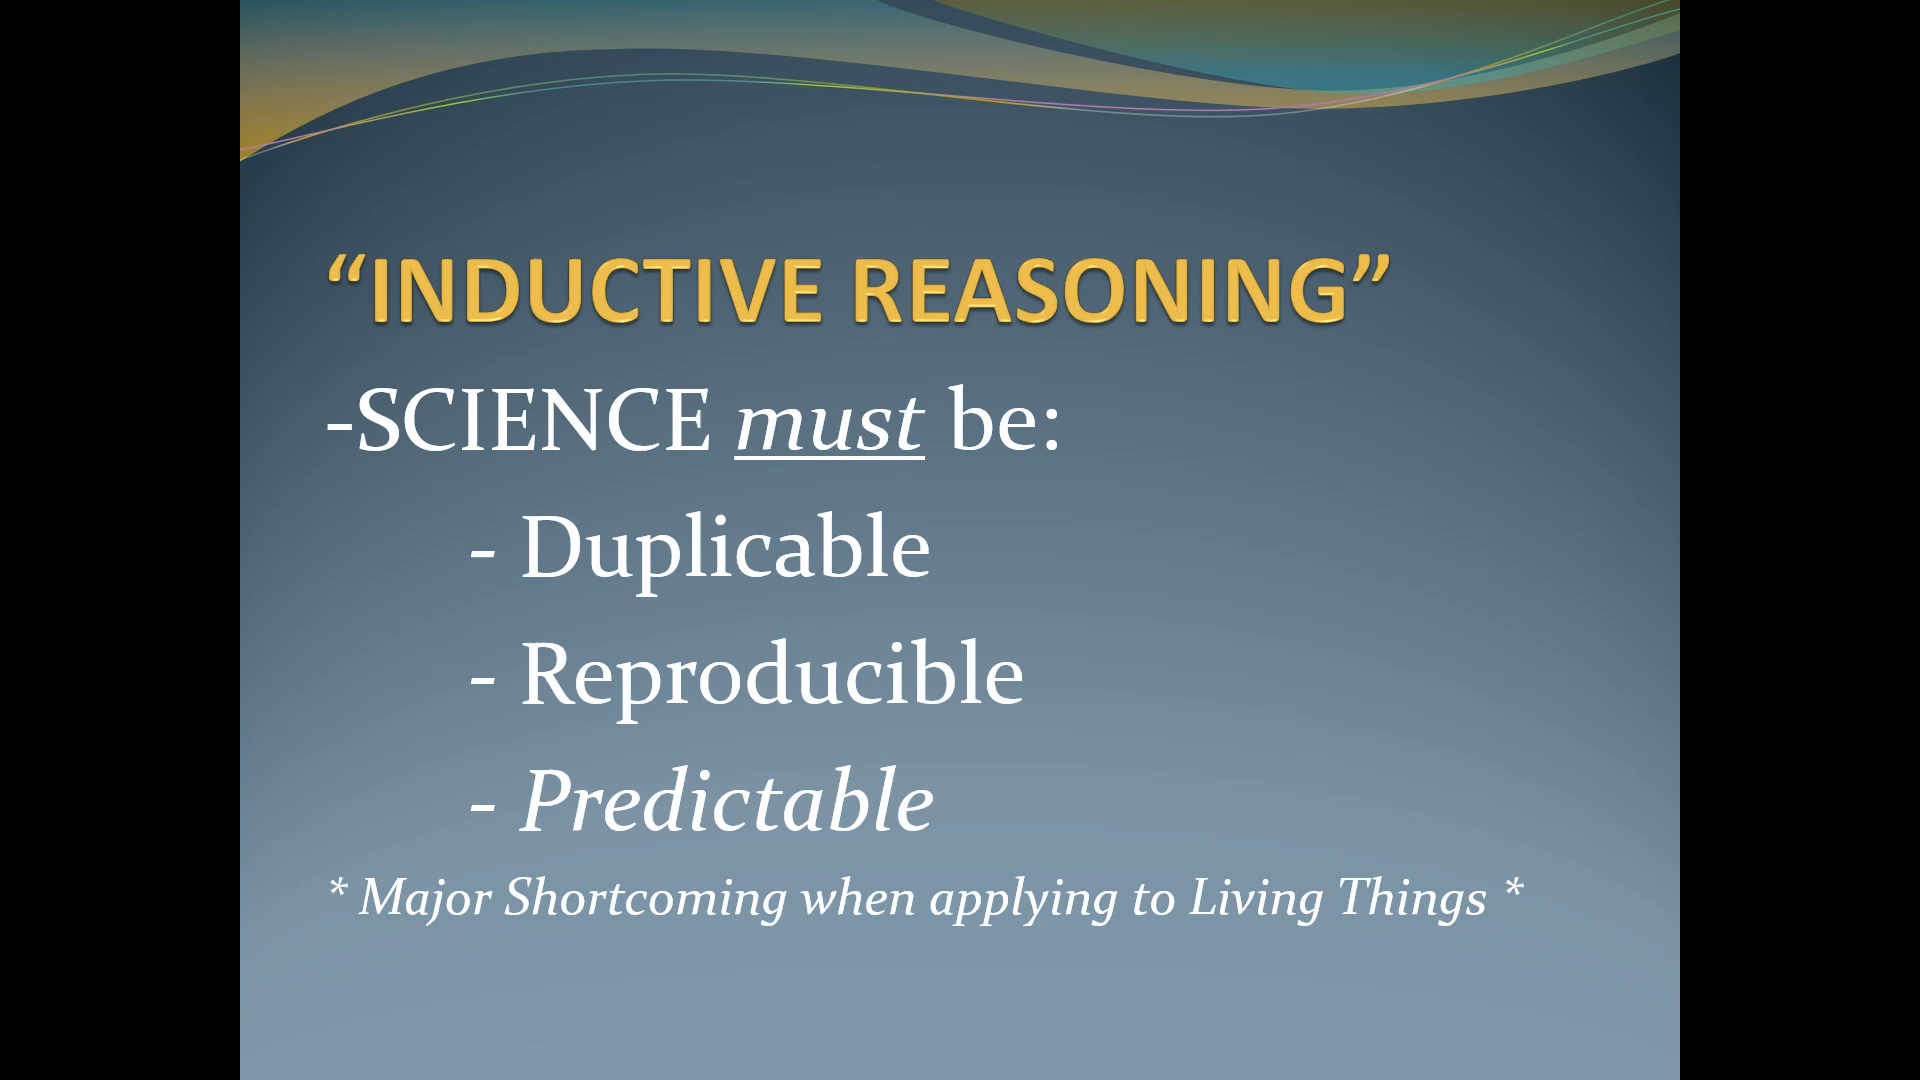 “INDUCTIVE REASONING”
-SCIENCE must be:
- Duplicable
- Reproducible
- Predictable
* Major Shortcoming when applying to Living Things *